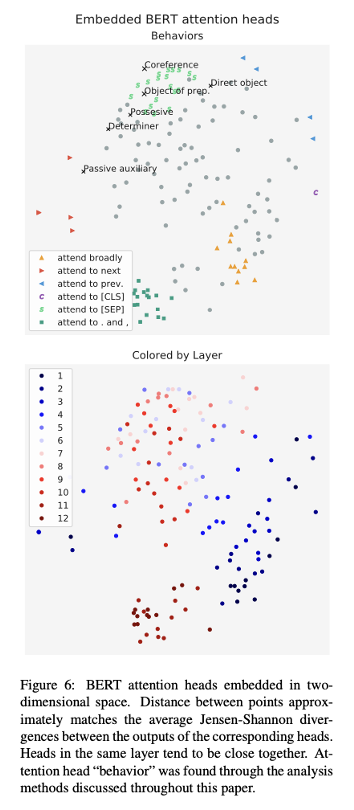 Embedded BERT attention heads
Behaviors
Coreference
Direct object
Object of prep.
Possessive
Determiner
Passive auxiliary
attend broadly
attend to next
attend to prev.
attend to [CLS]
attend to [SEP]
attend to . and ,
Colored by Layer
1
2
3
4
5
6
7
8
9
10
11
12
Figure 6: BERT attention heads embedded in two-
dimensional space. Distance between points approx-
imately matches the average Jensen-Shannon diver-
gences between the outputs of the corresponding heads.
Heads in the same layer tend to be close together. At-
tention head “behavior” was found through the analysis
methods discussed throughout this paper.